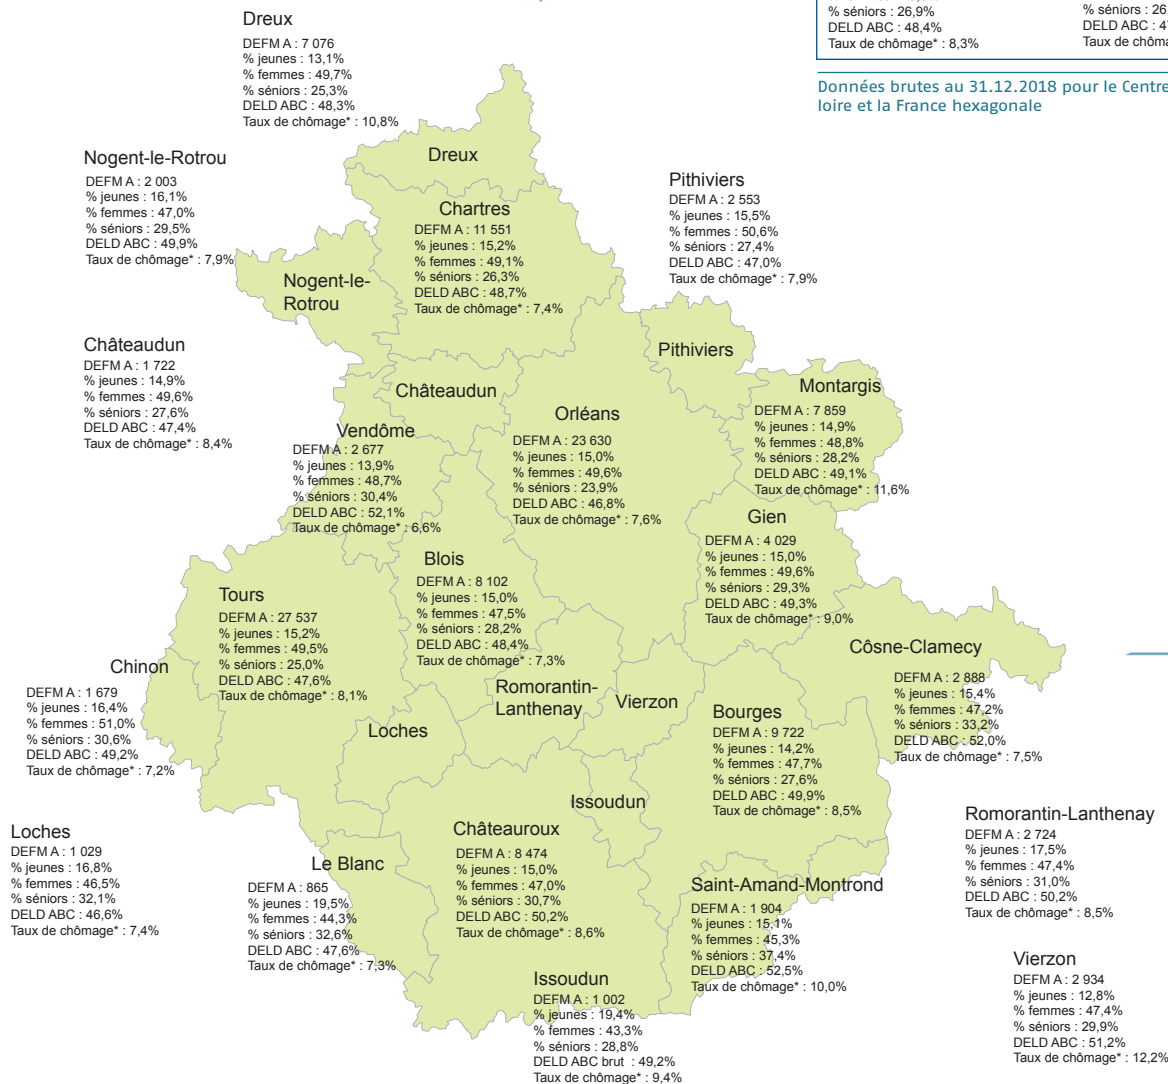 % séniors : 26,9%
DELD ABC : 48,4%
Taux de chômage* : 8,3%
% séniors : 26
DELD ABC :
Taux de
Données brutes au 31.12.2018 pour le Centre
loire et la France hexagonale
Dreux
DEFM A : 7 076
% jeunes : 13,1%
% femmes : 49,7%
% séniors : 25,3%
DELD ABC : 48,3%
Taux de chômage* : 10,8%
Dreux
Nogent-le-Rotrou
DEFM A : 2 003
% jeunes : 16,1%
% femmes : 47,0%
% séniors : 29,5%
DELD ABC : 49,9%
Taux de chômage* : 7,9%
Nogent-le-
Rotrou
Chartres
DEFM A : 11 551
% jeunes : 15,2%
% femmes : 49,1%
% séniors : 26,3%
DELD ABC : 48,7%
Taux de chômage* : 7,4%
Pithiviers
DEFM A : 2 553
% jeunes : 15,5%
% femmes : 50,6%
% séniors : 27,4%
DELD ABC : 47,0%
Taux de chômage* : 7,9%
Pithiviers
Châteaudun
DEFM A : 1 722
% jeunes : 14,9%
% femmes : 49,6%
% séniors : 27,6%
DELD ABC : 47,4%
Taux de chômage* : 8,4%
Châteaudun
Vendôme
DEFM A : 2 677
% jeunes : 13,9%
% femmes : 48,7%
% séniors : 30,4%
DELD ABC : 52,1%
Taux de chômage* : 6,6%
Orléans
DEFM A : 23 630
% jeunes : 15,0%
% femmes : 49,6%
% séniors : 23,9%
DELD ABC : 46,8%
Taux de chômage* : 7,6%
Montargis
DEFM A : 7 859
% jeunes : 14,9%
% femmes : 48,8%
% séniors : 28,2%
DELD ABC : 49,1%
Taux de chômage* : 11,6%
Gien
DEFM A : 4 029
% jeunes : 15,0%
% femmes : 49,6%
% séniors : 29,3%
DELD ABC : 49,3%
Taux de chômage* : 9,0%
Blois
DEFM A : 8 102
% jeunes : 15,0%
% femmes : 47,5%
% séniors : 28,2%
DELD ABC : 48,4%
Taux de chômage* : 7,3%
Tours
DEFM A : 27 537
% jeunes : 15,2%
% femmes : 49,5%
% séniors : 25,0%
DELD ABC : 47,6%
Taux de chômage* : 8,1%
Chinon
DEFM A : 1 679
% jeunes : 16,4%
% femmes : 51,0%
% séniors : 30,6%
DELD ABC : 49,2%
Taux de chômage* : 7,2%
Côsne-Clamecy
DEFM A : 2 888
% jeunes : 15,4%
% femmes : 47,2%
% séniors : 33,2%
DELD ABC : 52,0%
Taux de chômage* : 7,5%
Romorantin-
Lanthenay
Vierzon
Loches
Bourges
DEFM A : 9 722
% jeunes : 14,2%
% femmes : 47,7%
% séniors : 27,6%
DELD ABC : 49,9%
Taux de chômage* : 8,5%
Issoudun
Loches
DEFM A : 1 029
% jeunes : 16,8%
% femmes : 46,5%
% séniors : 32,1%
DELD ABC : 46,6%
Taux de chômage* : 7,4%
Le Blanc
DEFM A : 865
% jeunes : 19,5%
% femmes : 44,3%
% séniors : 32,6%
DELD ABC : 47,6%
Taux de chômage* : 7,3%
Châteauroux
DEFM A : 8 474
% jeunes : 15,0%
% femmes : 47,0%
% séniors : 30,7%
DELD ABC : 50,2%
Taux de chômage* : 8,6%
Saint-Amand-Montrond
DEFM A : 1 904
% jeunes : 15,1%
% femmes : 45,3%
% séniors : 37,4%
DELD ABC : 52,5%
Taux de chômage* : 10,0%
Romorantin-Lanthenay
DEFM A : 2 724
% jeunes : 17,5%
% femmes : 47,4%
% séniors : 31,0%
DELD ABC : 50,2%
Taux de chômage* : 8,5%
Issoudun
DEFM A : 1 002
% jeunes : 19,4%
% femmes : 43,3%
% séniors : 28,8%
DELD ABC brut : 49,2%
Taux de chômage* : 9,4%
Vierzon
DEFM A : 2 934
% jeunes : 12,8%
% femmes : 47,4%
% séniors : 29,9%
DELD ABC : 51,2%
Taux de chômage* : 12,2%